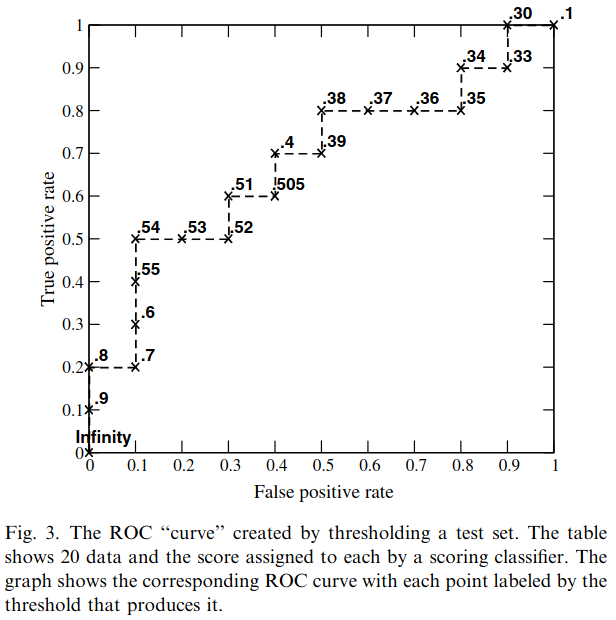 .30 .1
1
.34
0.9 .33
.38 .37 .36 .35
0.8
.4
0.7 .39
.51 .505
0.6
.54 .53 .52
0.5
.55
0.4
.6
0.3
.8 .7
0.2
.9
0.1
Infinity
0
0 0.1 0.2 0.3 0.4 0.5 0.6 0.7 0.8 0.9 1
True positive rate
False positive rate
Fig. 3. The ROC “curve” created by thresholding a test set. The table
shows 20 data and the score assigned to each by a scoring classifier. The
graph shows the corresponding ROC curve with each point labeled by the
threshold that produces it.